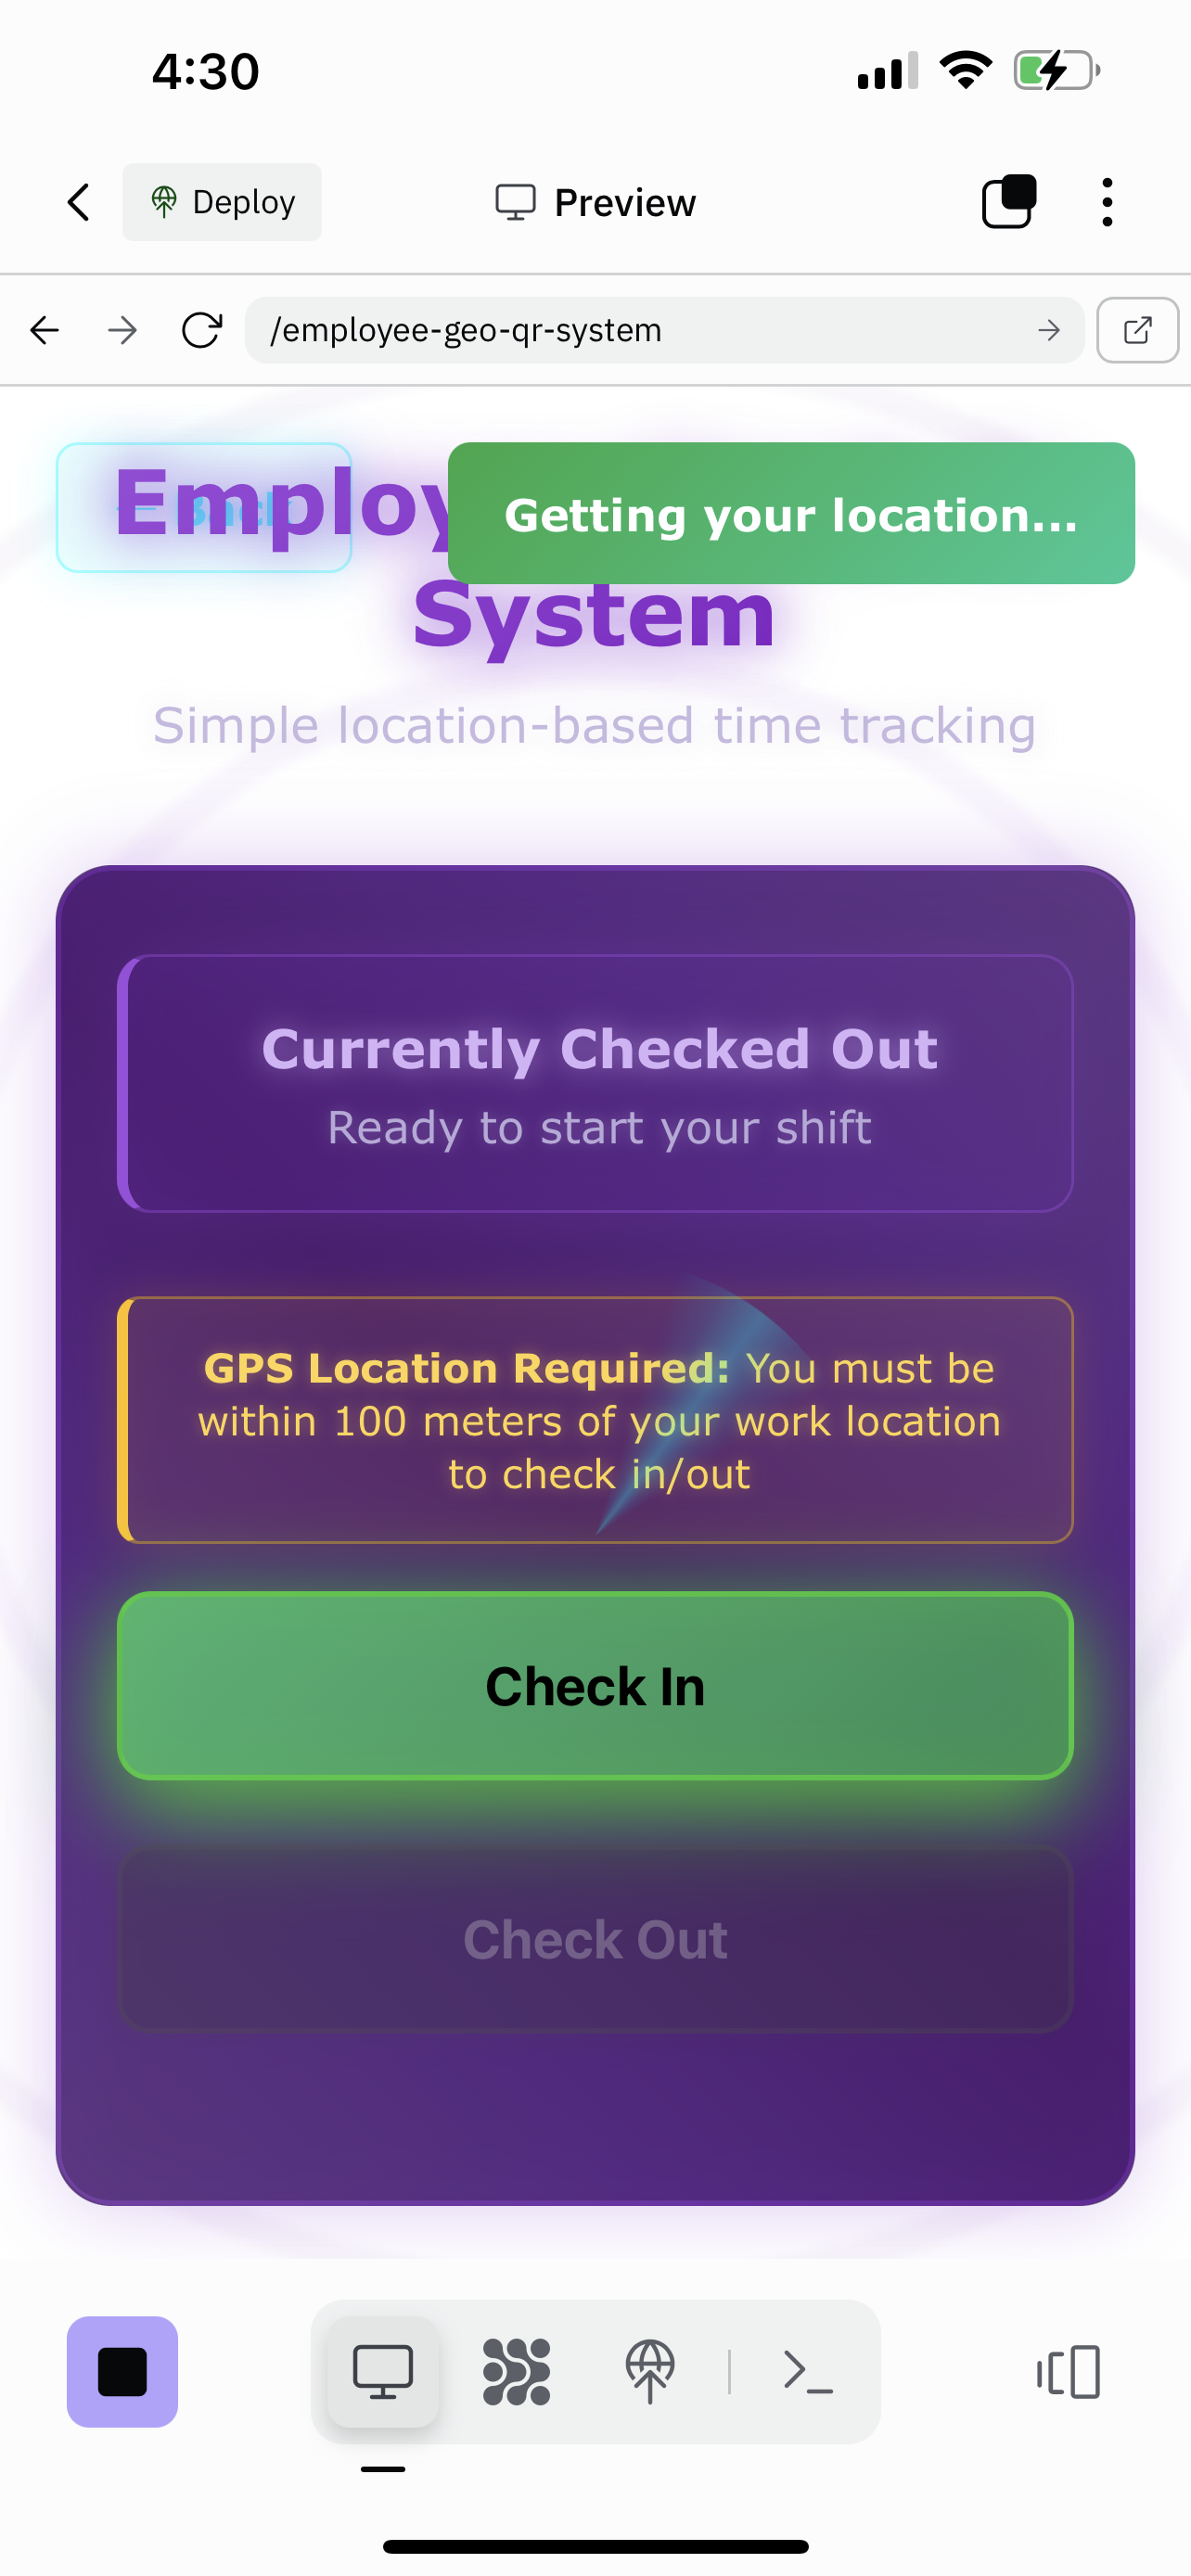 4:30
Deploy
Preview
/employee-geo-qr-system
Getting your location...
System
Simple location-based time tracking
Currently Checked Out
Ready to start your shift
GPS Location Required: You must be
within 100 meters of your work location
to check in/out
Check In
Check Out